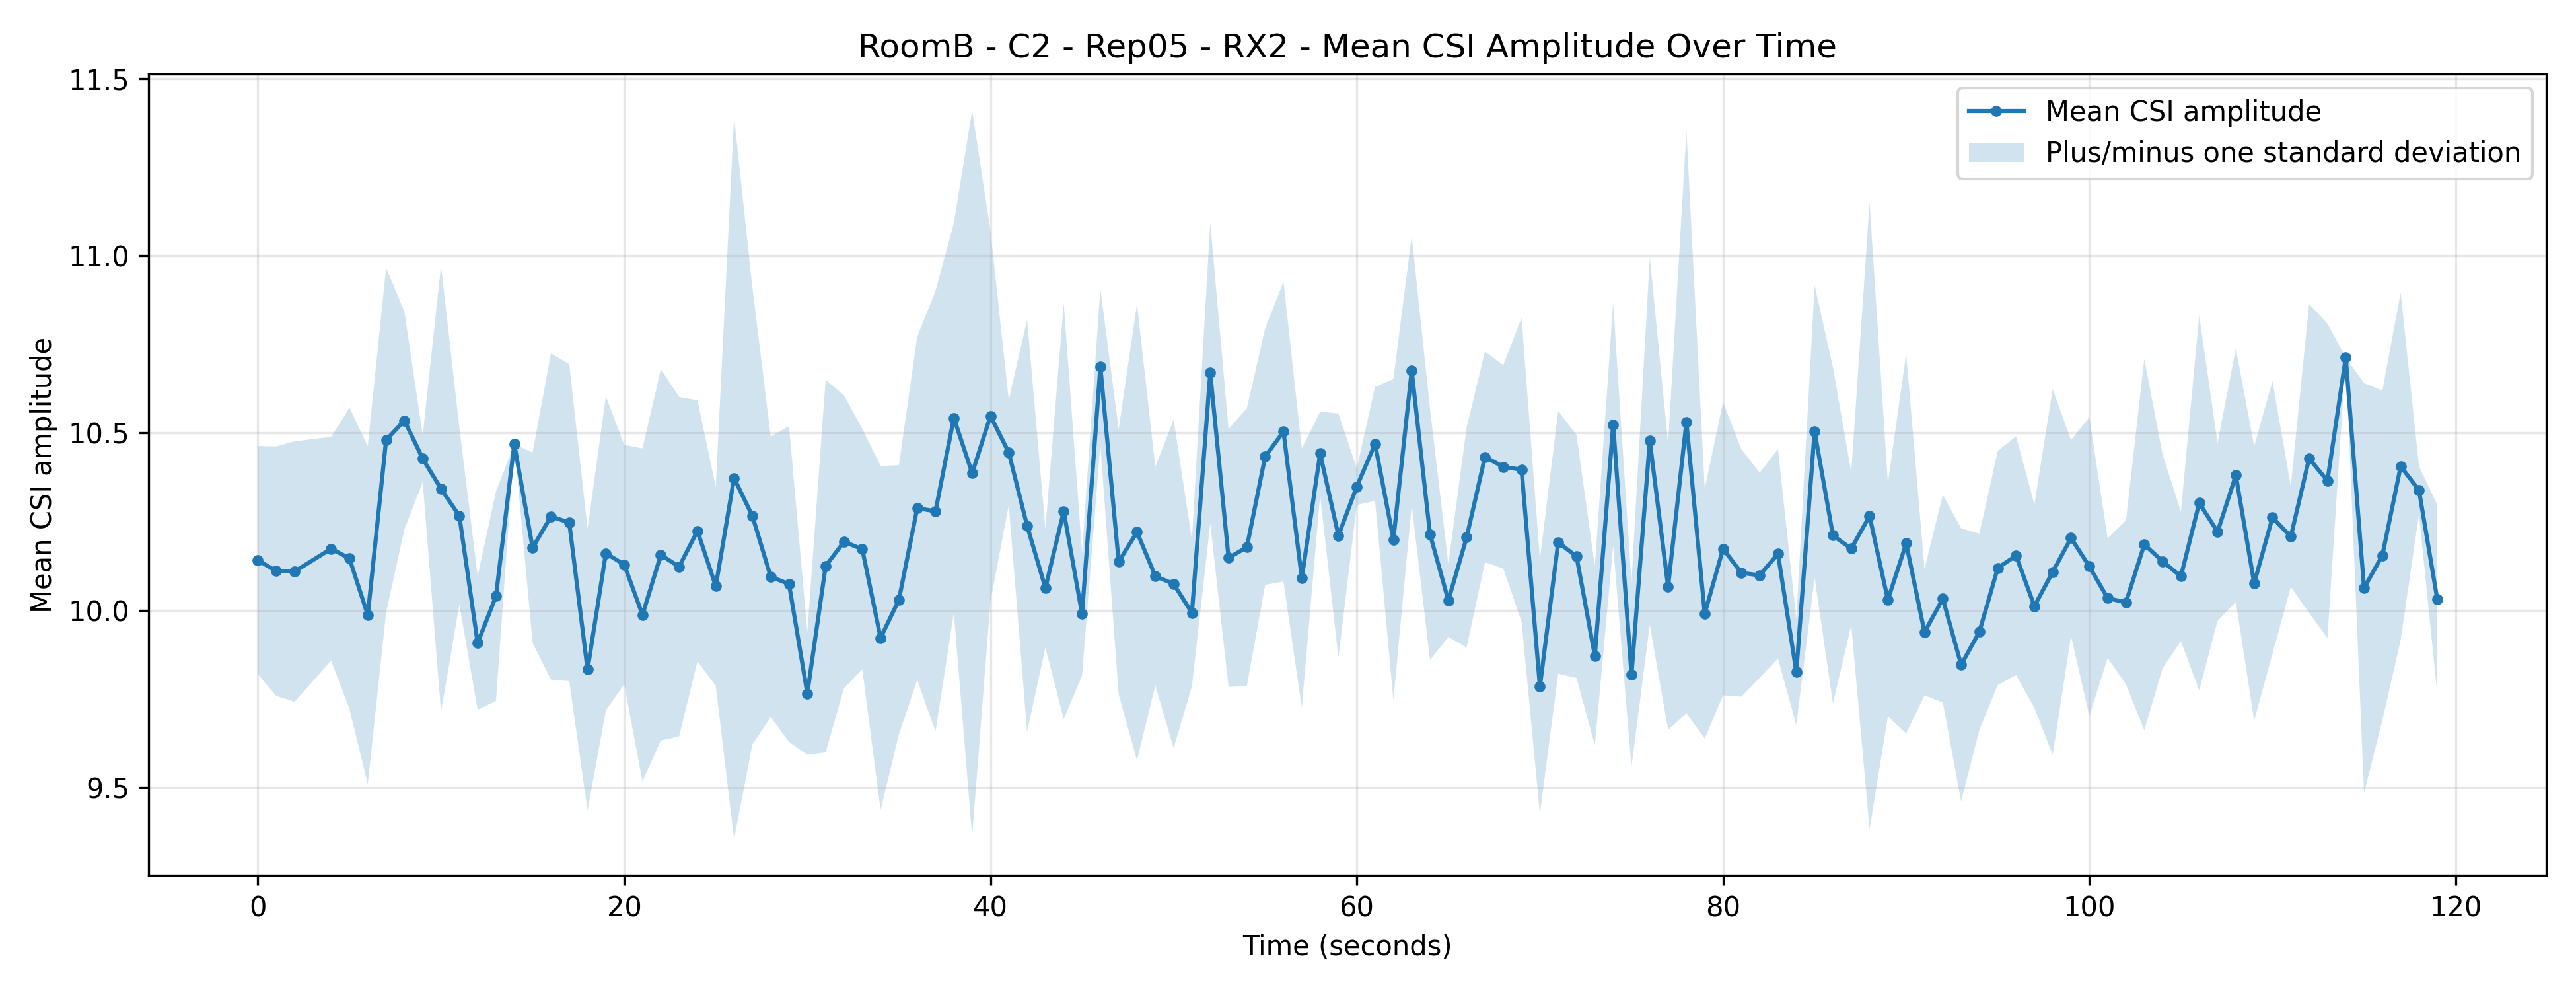 RoomB - C2 - Rep05 - RX2 - Mean CSI Amplitude Over Time
Mean CSI amplitude
Plus/minus one standard deviation
Mean CSI amplitude
11.5
11.0
10.5
10.0
9.5
0 20 40 60 80 100 120
Time (seconds)